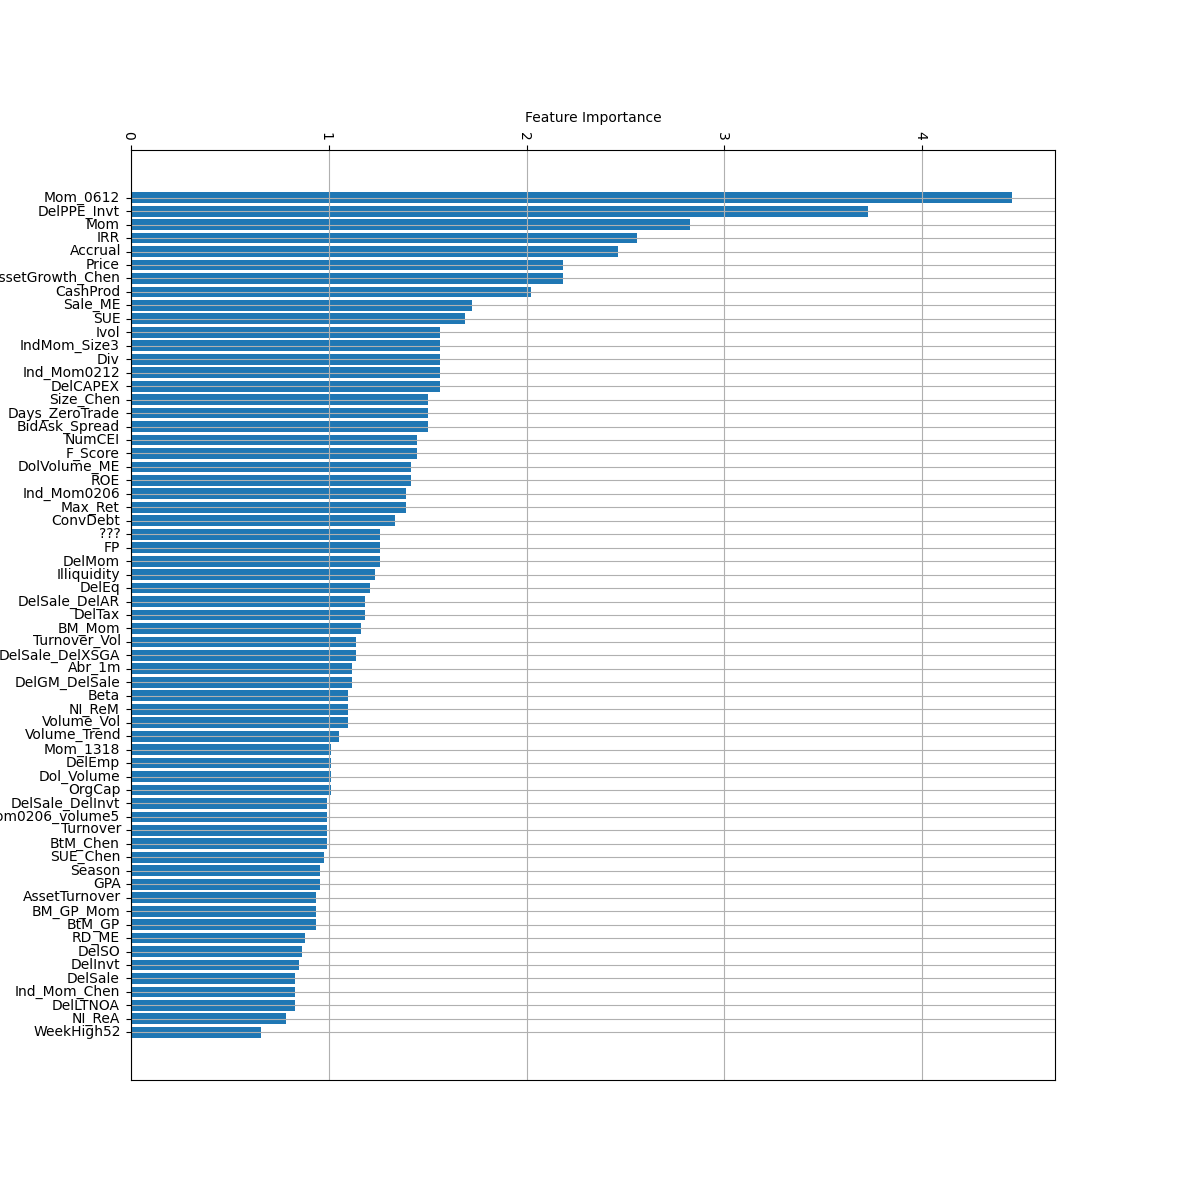 Feature Importance
0 1 2 3 4
Mom_0612
DelPPE_Invt
Mom
IRR
Accrual
Price
ssetGrowth_Chen
CashProd
Sale_ME
SUE
Ivol
IndMom_Size3
Div
Ind_Mom0212
DelCAPEX
Size_Chen
Days_ZeroTrade
BidAsk_Spread
NumCEI
F_Score
DolVolume_ME
ROE
Ind_Mom0206
Max_Ret
ConvDebt
???
FP
DelMom
Illiquidity
DelEq
DelSale_DelAR
DelTax
BM_Mom
Turnover_Vol
DelSale_DelXSGA
Abr_1m
DelGM_DelSale
Beta
NI_ReM
Volume_Vol
Volume_Trend
Mom_1318
DelEmp
Dol_Volume
OrgCap
DelSale_DelInvt
om0206_volume5
Turnover
BtM_Chen
SUE_Chen
Season
GPA
AssetTurnover
BM_GP_Mom
BtM_GP
RD_ME
DelSO
DelInvt
DelSale
Ind_Mom_Chen
DelLTNOA
NI_ReA
WeekHigh52